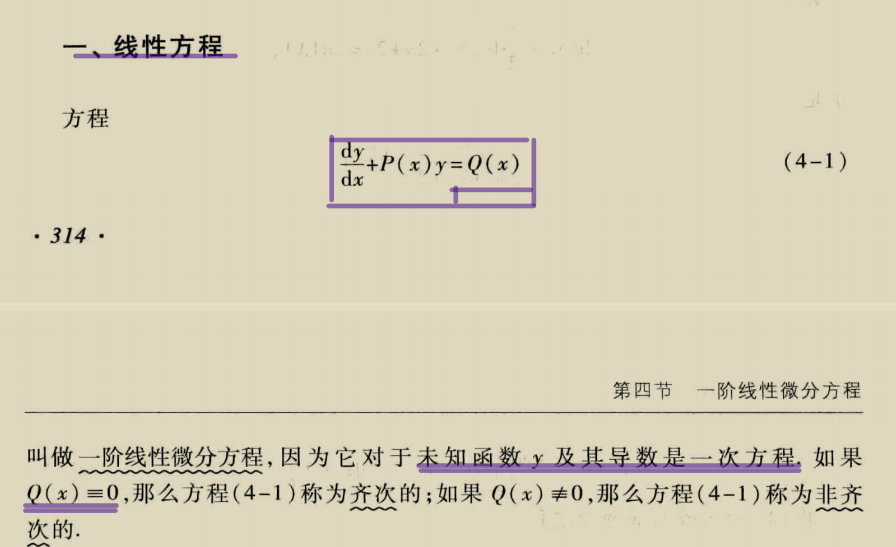 一、线性方程
方程
dy/dx+P(x)y=Q(x) (4-1)
·314·
第四节 一阶线性微分方程
叫做一阶线性微分方程,因为它对于未知函数 y 及其导数是一次方程. 如果
Q(x)≡0,那么方程(4-1)称为齐次的;如果 Q(x)≢0,那么方程(4-1)称为非齐
次的.